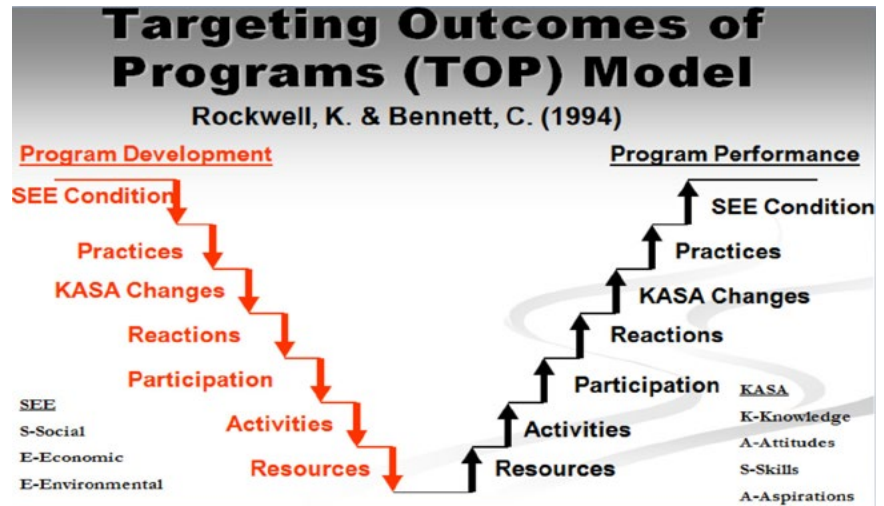 Targeting Outcomes of
Programs (TOP) Model
Rockwell, K. & Bennett, C. (1994)
Program Development
SEE Condition
Practices
KASA Changes
Reactions
Participation
Activities
Resources
SEE
S-Social
E-Economic
E-Environmental
Program Performance
SEE Condition
Practices
KASA Changes
Reactions
Participation
Activities
Resources
KASA
K-Knowledge
A-Attitudes
S-Skills
A-Aspirations